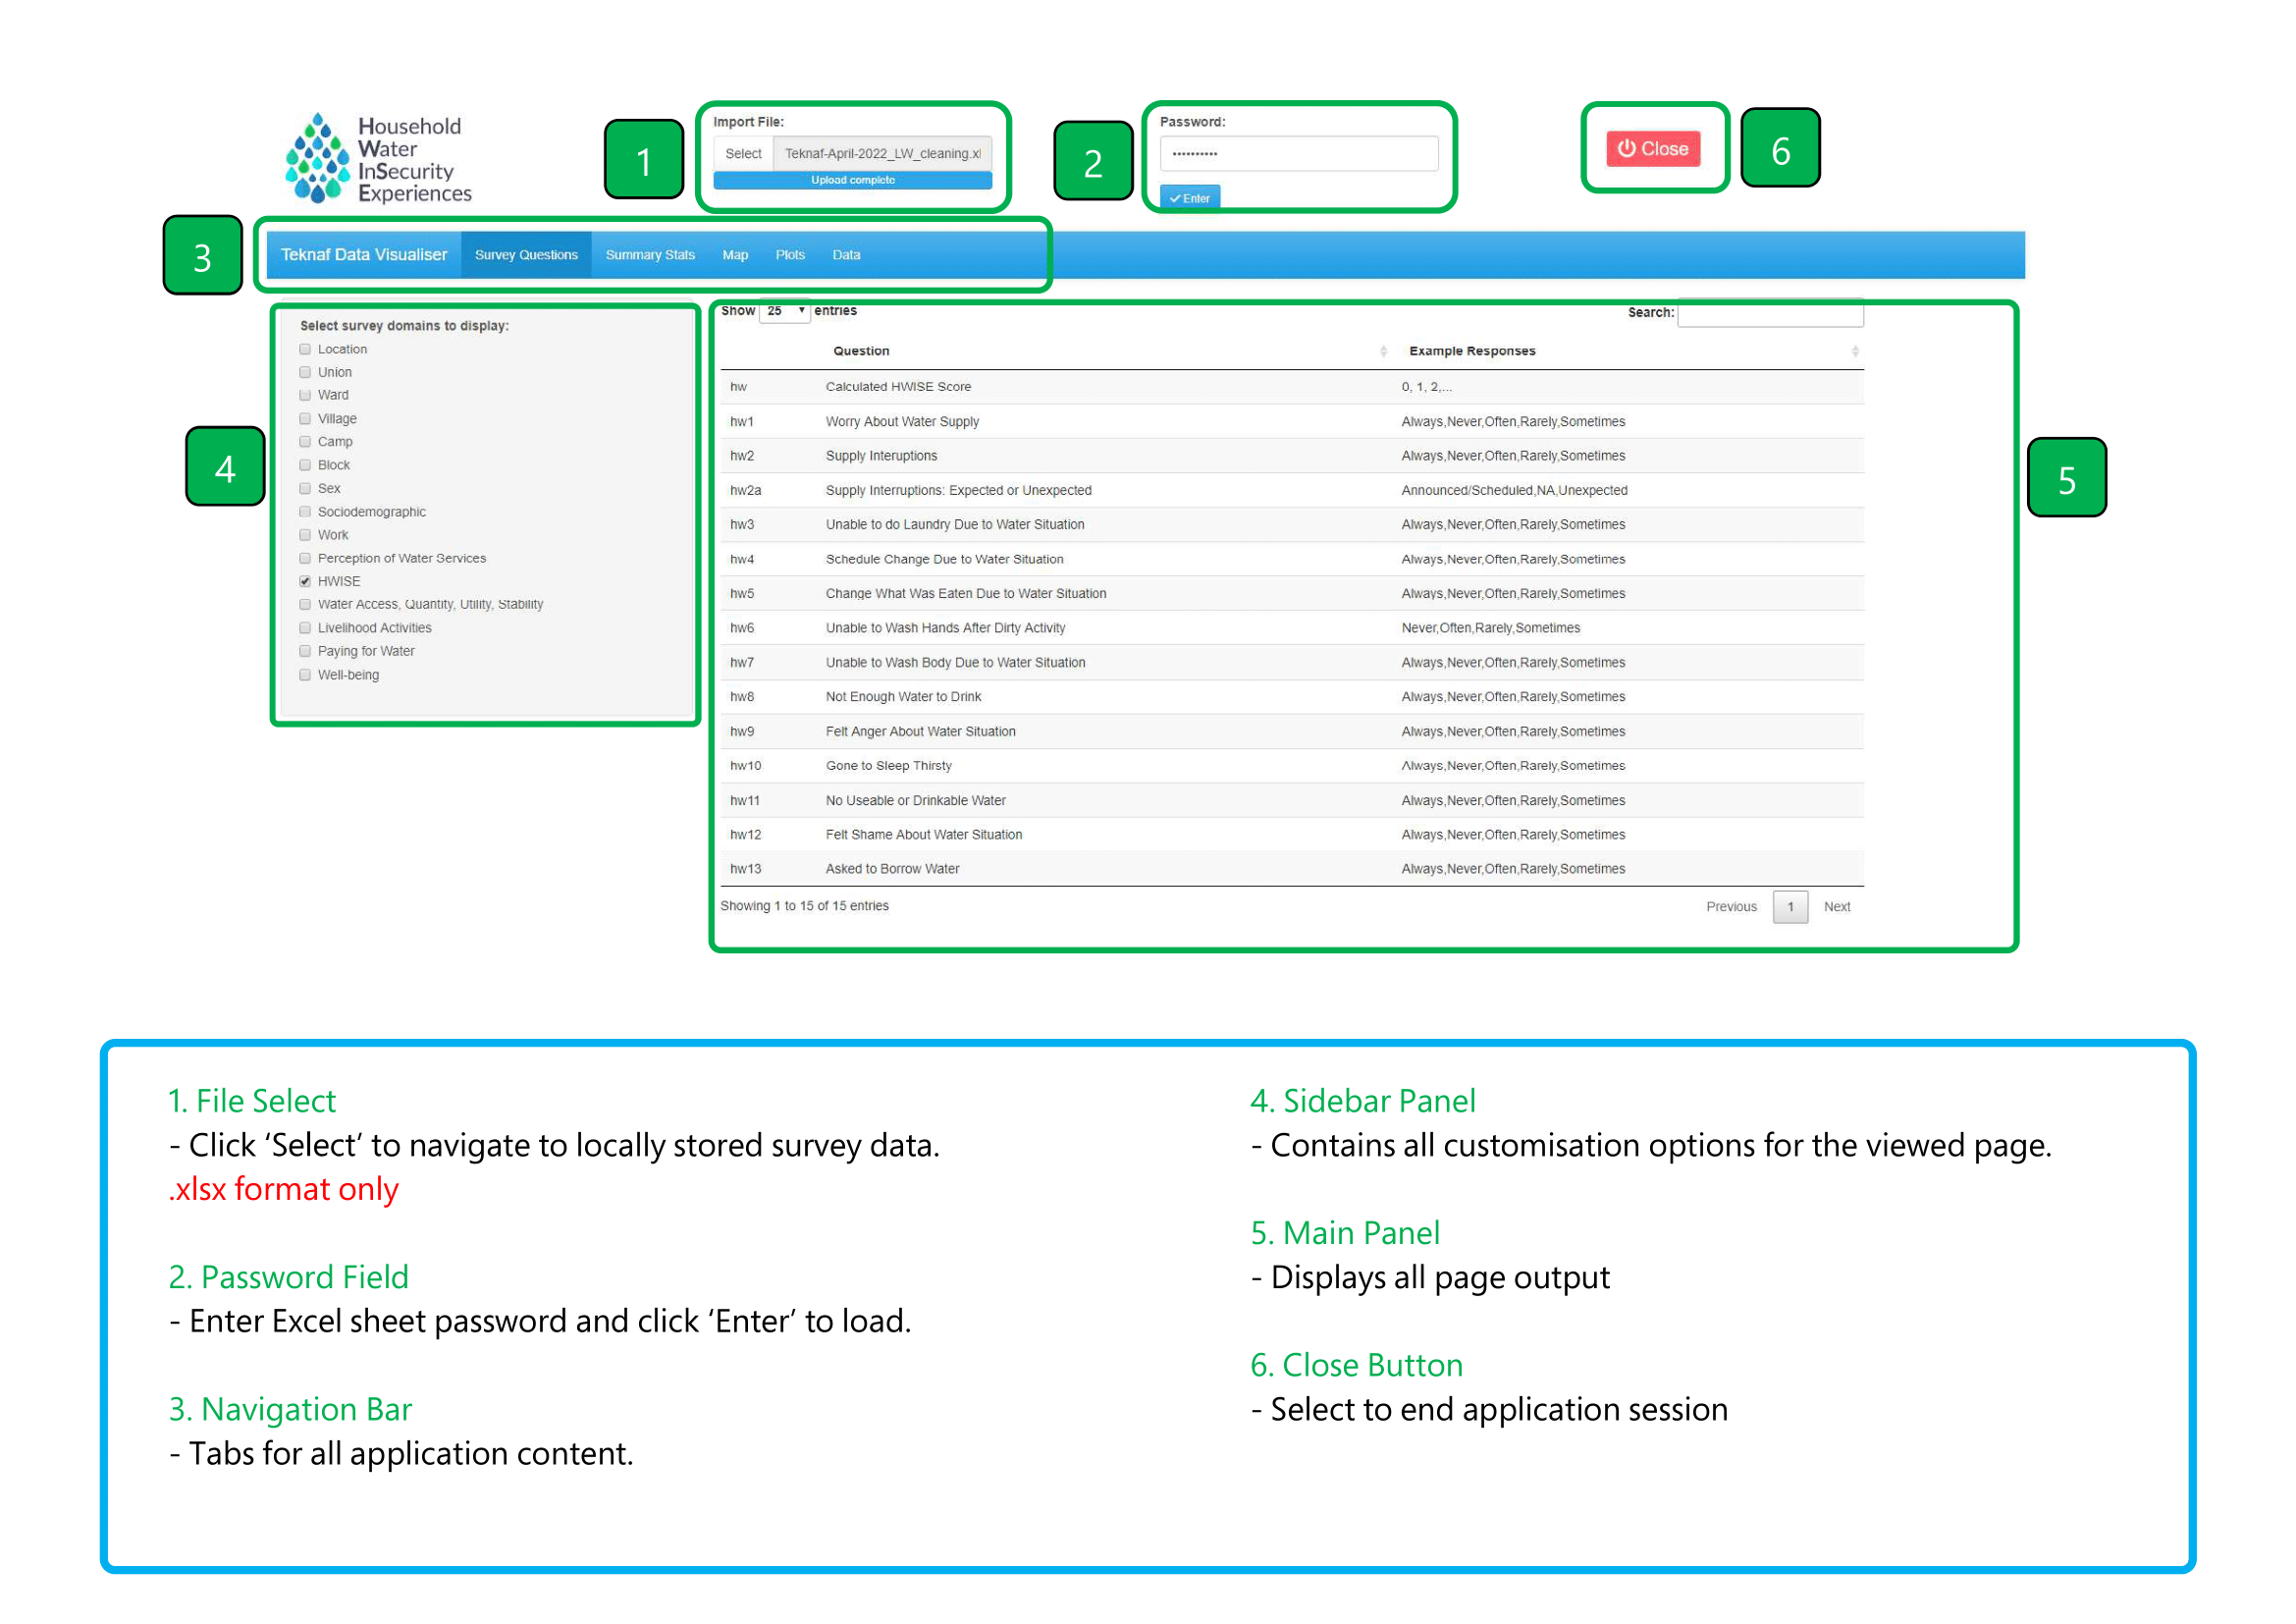 Household
Water
InSecurity
Experiences
1
Import File:
Select Teknaf-April-2022_LW_cleaning.xl
Upload complete
2
Password:
••••••••••
Enter
Close
6
3
Teknaf Data Visualiser Survey Questions Summary Stats Map Plots Data
4
Select survey domains to display:
Location
Union
Ward
Village
Camp
Block
Sex
Sociodemographic
Work
Perception of Water Services
HWISE
Water Access, Quantity, Utility, Stability
Livelihood Activities
Paying for Water
Well-being
5
Show 25 entries Search:
Question Example Responses
hw Calculated HWISE Score 0, 1, 2,...
hw1 Worry About Water Supply Always,Never,Often,Rarely,Sometimes
hw2 Supply Interuptions Always,Never,Often,Rarely,Sometimes
hw2a Supply Interruptions: Expected or Unexpected Announced/Scheduled,NA,Unexpected
hw3 Unable to do Laundry Due to Water Situation Always,Never,Often,Rarely,Sometimes
hw4 Schedule Change Due to Water Situation Always,Never,Often,Rarely,Sometimes
hw5 Change What Was Eaten Due to Water Situation Always,Never,Often,Rarely,Sometimes
hw6 Unable to Wash Hands After Dirty Activity Never,Often,Rarely,Sometimes
hw7 Unable to Wash Body Due to Water Situation Always,Never,Often,Rarely,Sometimes
hw8 Not Enough Water to Drink Always,Never,Often,Rarely,Sometimes
hw9 Felt Anger About Water Situation Always,Never,Often,Rarely,Sometimes
hw10 Gone to Sleep Thirsty Always,Never,Often,Rarely,Sometimes
hw11 No Useable or Drinkable Water Always,Never,Often,Rarely,Sometimes
hw12 Felt Shame About Water Situation Always,Never,Often,Rarely,Sometimes
hw13 Asked to Borrow Water Always,Never,Often,Rarely,Sometimes
Showing 1 to 15 of 15 entries Previous 1 Next
1. File Select
- Click ‘Select’ to navigate to locally stored survey data.
.xlsx format only
2. Password Field
- Enter Excel sheet password and click ‘Enter’ to load.
3. Navigation Bar
- Tabs for all application content.
4. Sidebar Panel
- Contains all customisation options for the viewed page.
5. Main Panel
- Displays all page output
6. Close Button
- Select to end application session